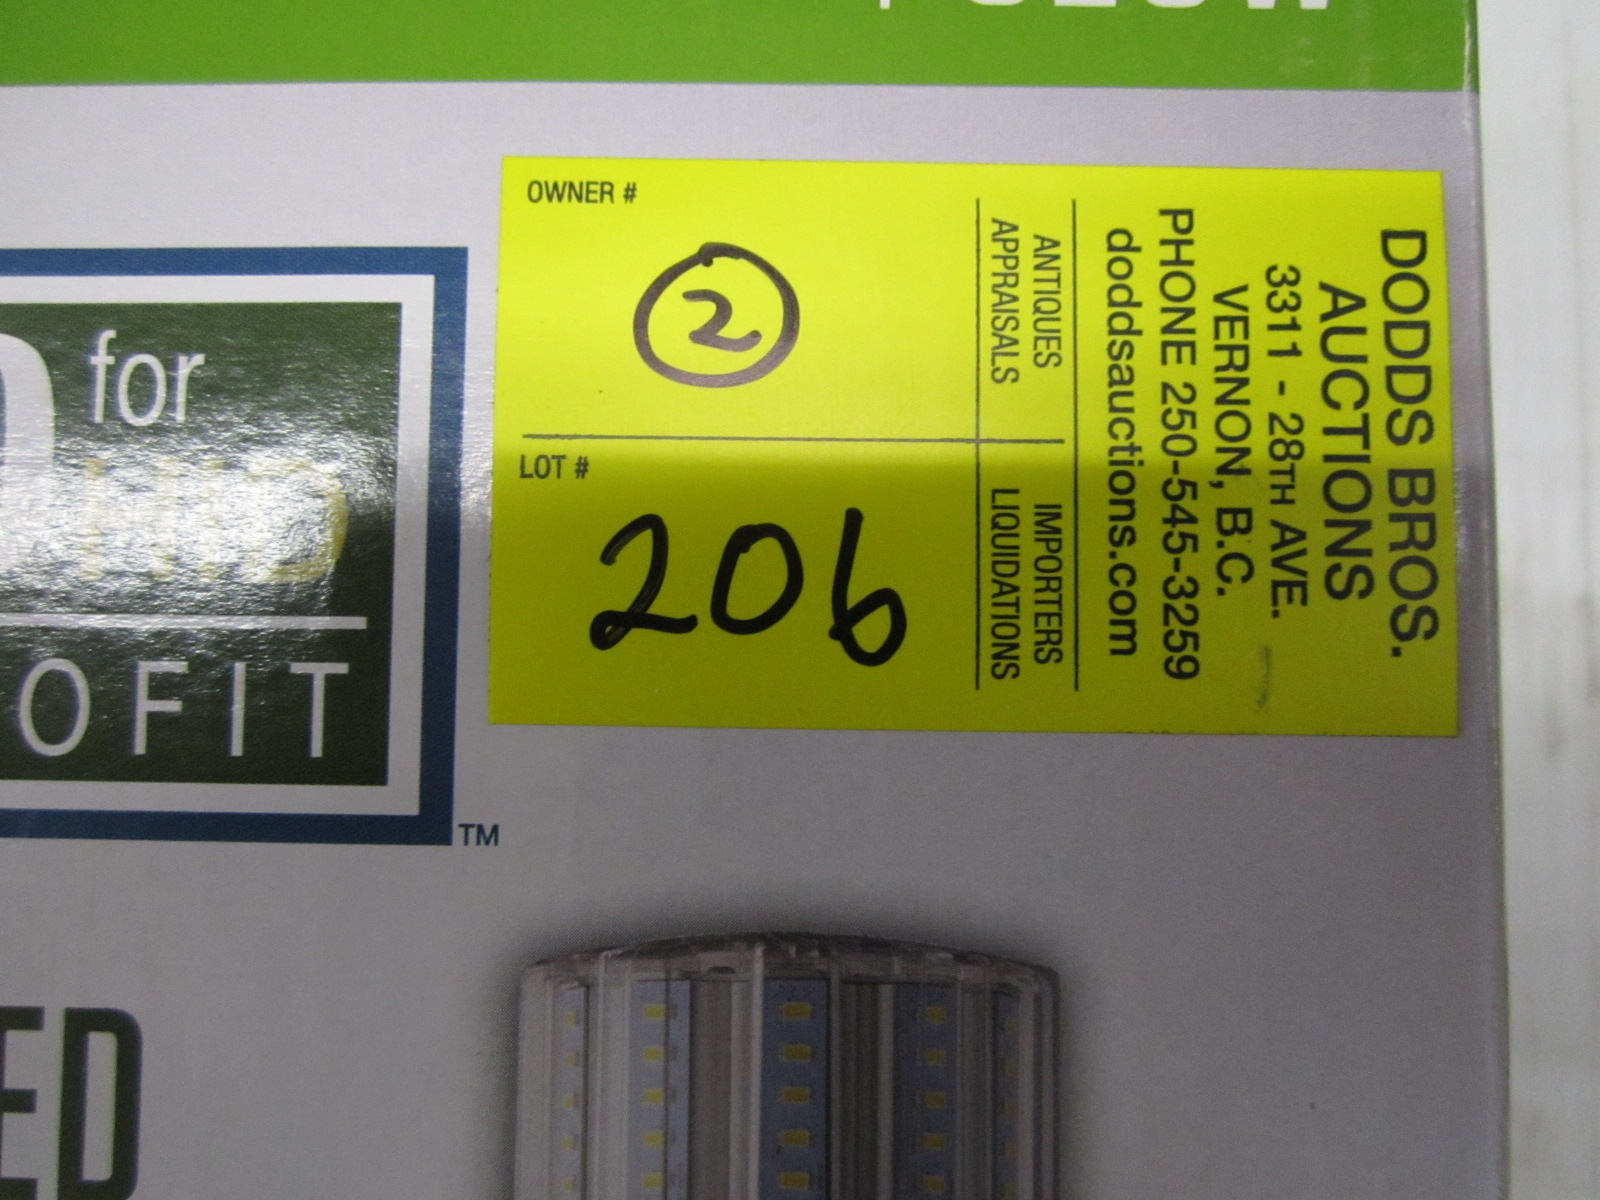 for
HID
OFIT
TM
ED
OWNER #
2
LOT #
206
DODDS BROS.
AUCTIONS
3311 - 28TH AVE.
VERNON, B.C.
PHONE 250-545-3259
doddsauctions.com
ANTIQUES IMPORTERS
APPRAISALS LIQUIDATIONS